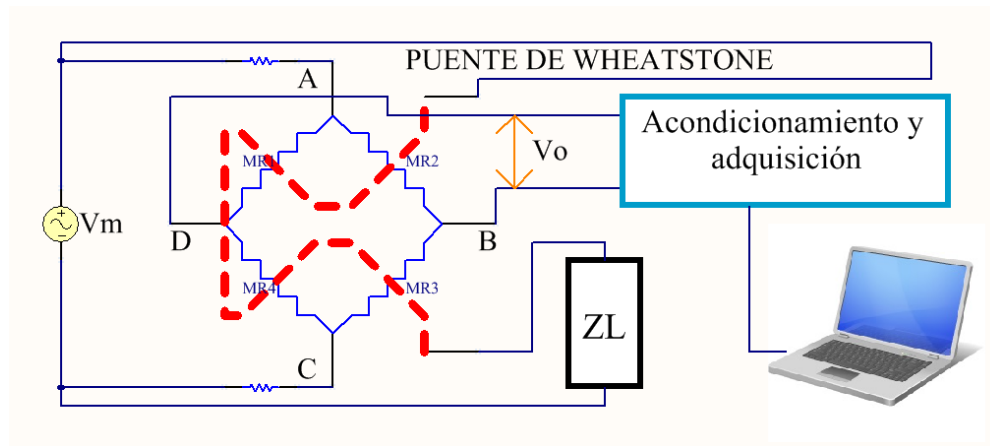 PUENTE DE WHEATSTONE
A
Acondicionamiento y
adquisición
MR1
MR2
Vo
Vm
D
B
MR4
MR3
ZL
C